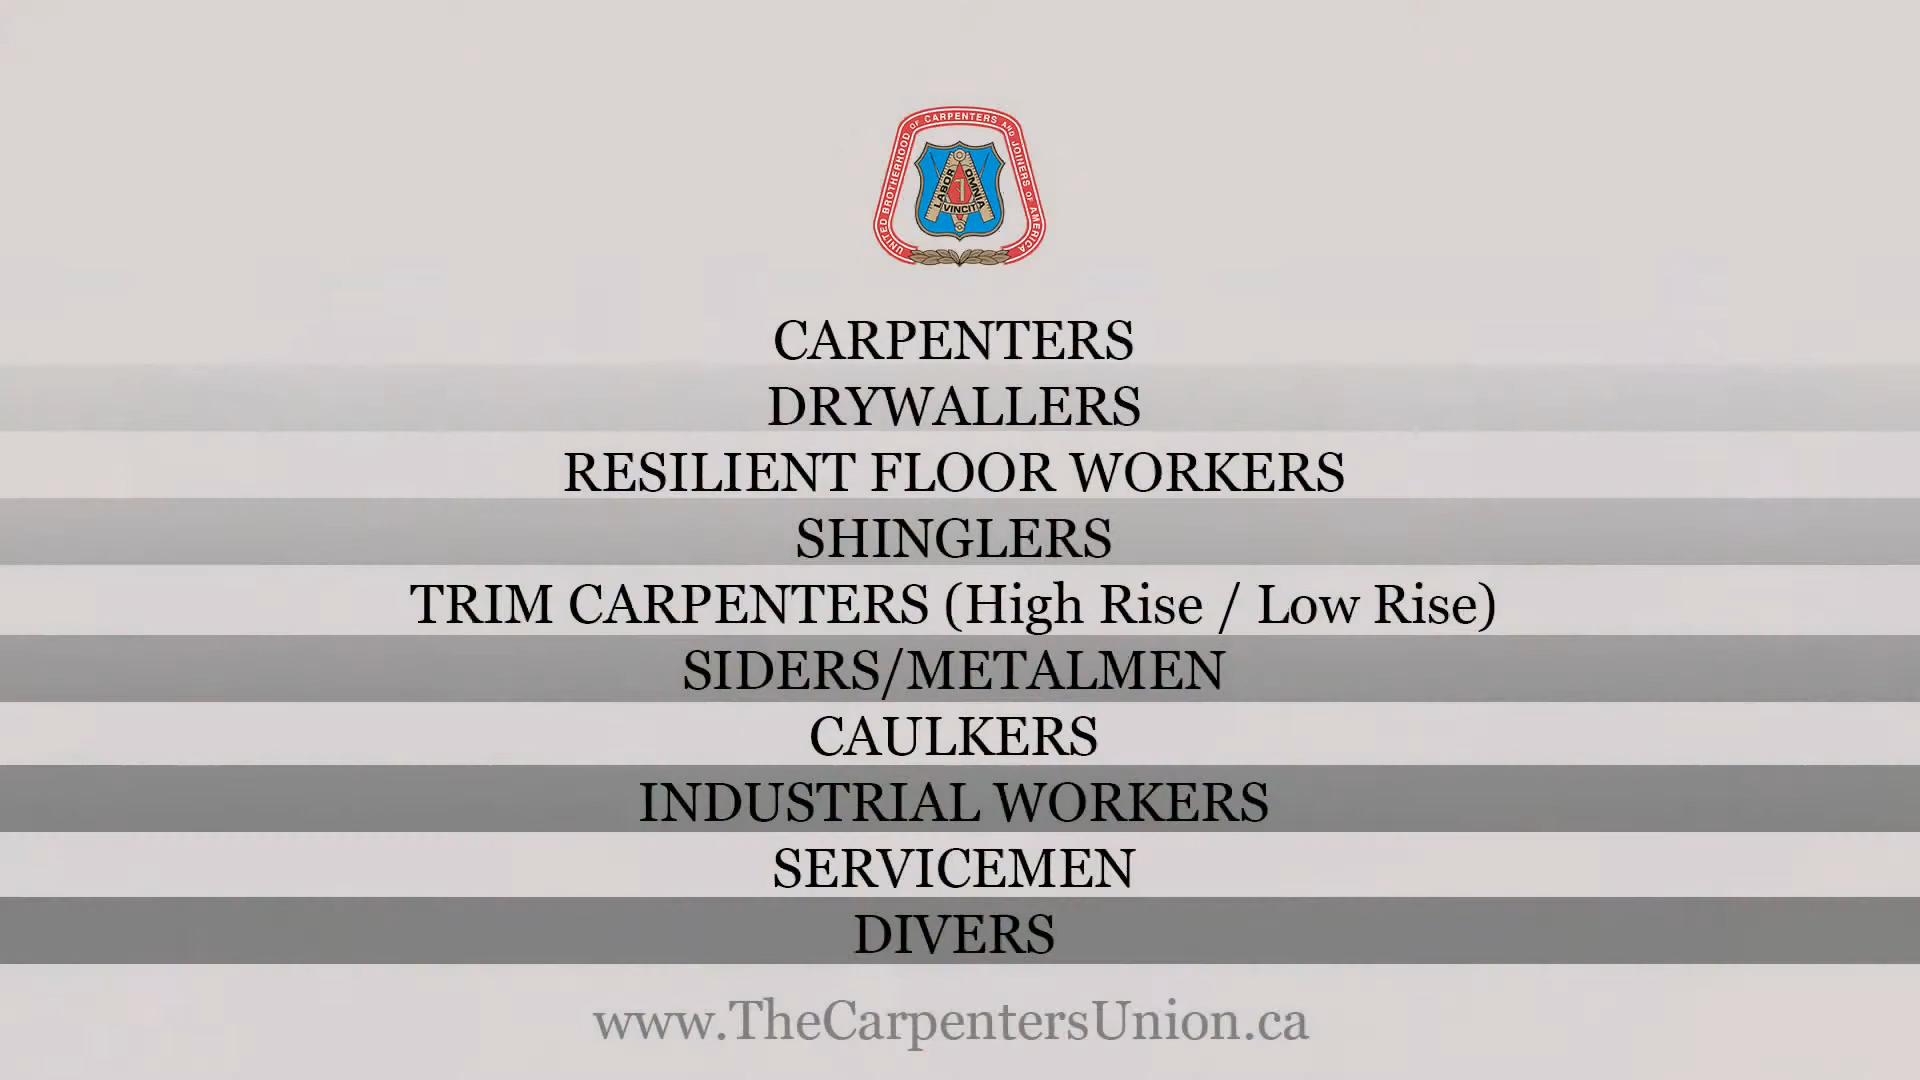 UNITED BROTHERHOOD OF CARPENTERS AND JOINERS OF AMERICA
LABOR OMNIA
VINCIT
CARPENTERS
DRYWALLERS
RESILIENT FLOOR WORKERS
SHINGLERS
TRIM CARPENTERS (High Rise / Low Rise)
SIDERS/METALMEN
CAULKERS
INDUSTRIAL WORKERS
SERVICEMEN
DIVERS
www.TheCarpentersUnion.ca